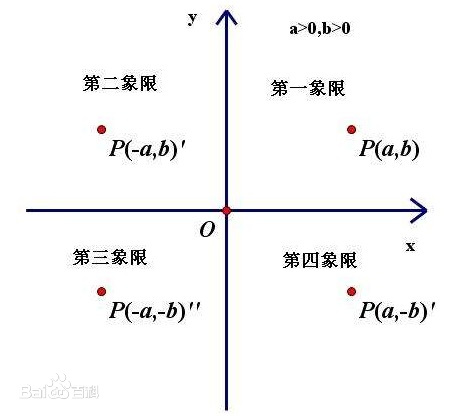 y
a>0,b>0
第二象限
第一象限
P(-a,b)'
P(a,b)
O
x
第三象限
第四象限
P(-a,-b)''
P(a,-b)'
Bai百科